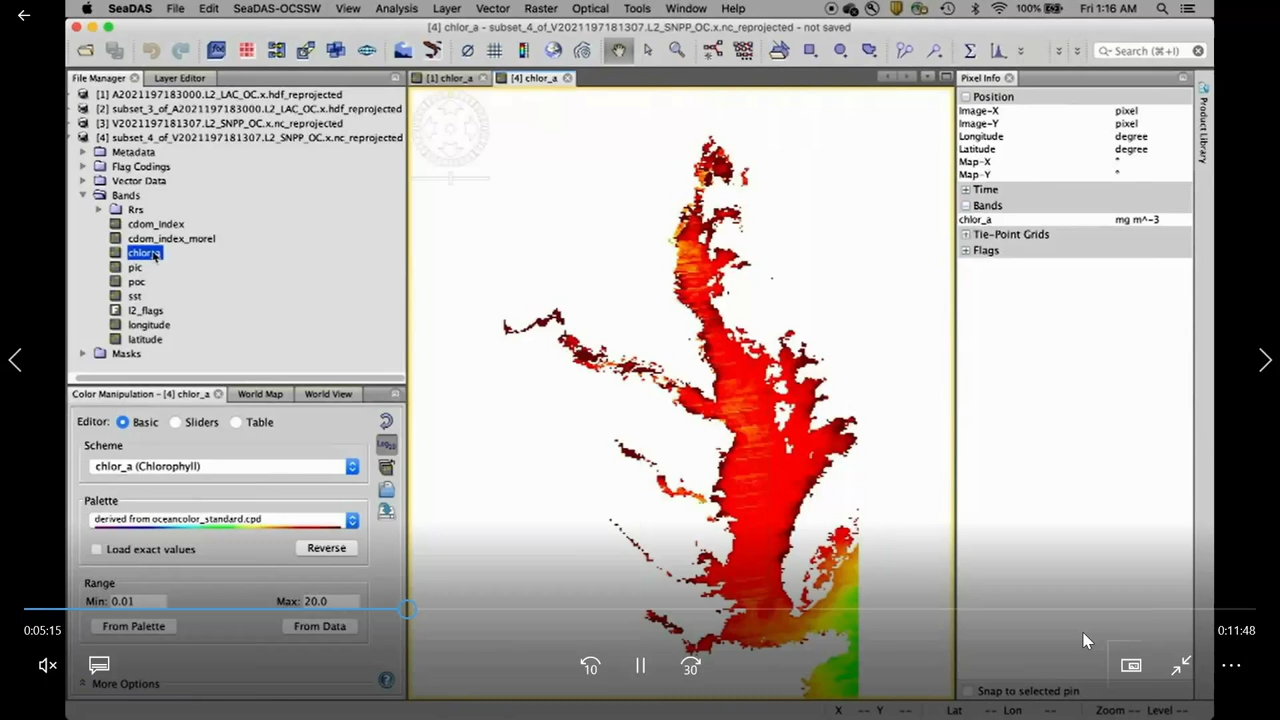 SeaDAS File Edit SeaDAS-OCSSW View Analysis Layer Vector Raster Optical Tools Window Help 100% Fri 1:16 AM
[4] chlor_a - subset_4_of_V2021197181307.L2_SNPP_OC.x.nc_reprojected - not saved
Search (⌘+I)
File Manager Layer Editor [1] chlor_a [4] chlor_a Pixel Info
[1] A2021197183000.L2_LAC_OC.x.hdf_reprojected
[2] subset_3_of_A2021197183000.L2_LAC_OC.x.hdf_reprojected
[3] V2021197181307.L2_SNPP_OC.x.nc_reprojected
[4] subset_4_of_V2021197181307.L2_SNPP_OC.x.nc_reprojected
Metadata
Flag Codings
Vector Data
Bands
Rrs
cdom_index
cdom_index_morel
chlor_a
pic
poc
sst
l2_flags
longitude
latitude
Masks
Position
Image-X pixel
Image-Y pixel
Longitude degree
Latitude degree
Map-X °
Map-Y °
Time
Bands
chlor_a mg m^-3
Tie-Point Grids
Flags
Product Library
Color Manipulation - [4] chlor_a World Map World View
Editor: Basic Sliders Table
Scheme
chlor_a (Chlorophyll)
Palette
derived from oceancolor_standard.cpd
Load exact values Reverse
Range
Min: 0.01 Max: 20.0
From Palette From Data
More Options
0:05:15 0:11:48
10 30
Snap to selected pin
X -- Y -- Lat -- Lon -- Zoom -- Level --